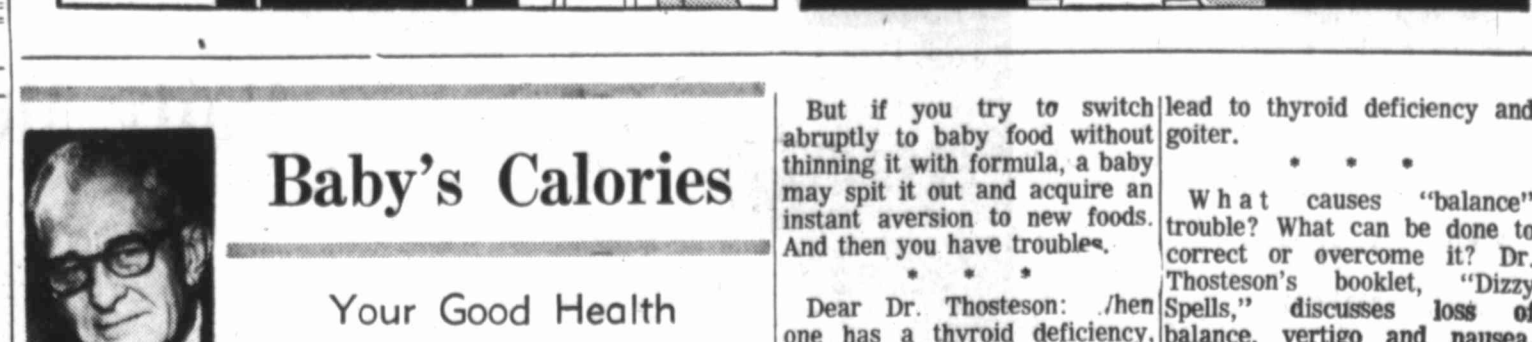 Baby's Calories
Your Good Health
But if you try to switch
abruptly to baby food without
thinning it with formula, a baby
may spit it out and acquire an
instant aversion to new foods.
And then you have troubles.
* * *
Dear Dr. Thosteson: /hen
one has a thyroid deficiency,
lead to thyroid deficiency and
goiter.
* * *
What causes "balance"
trouble? What can be done to
correct or overcome it? Dr.
Thosteson's booklet, "Dizzy
Spells," discusses loss of
balance, vertigo and nausea,